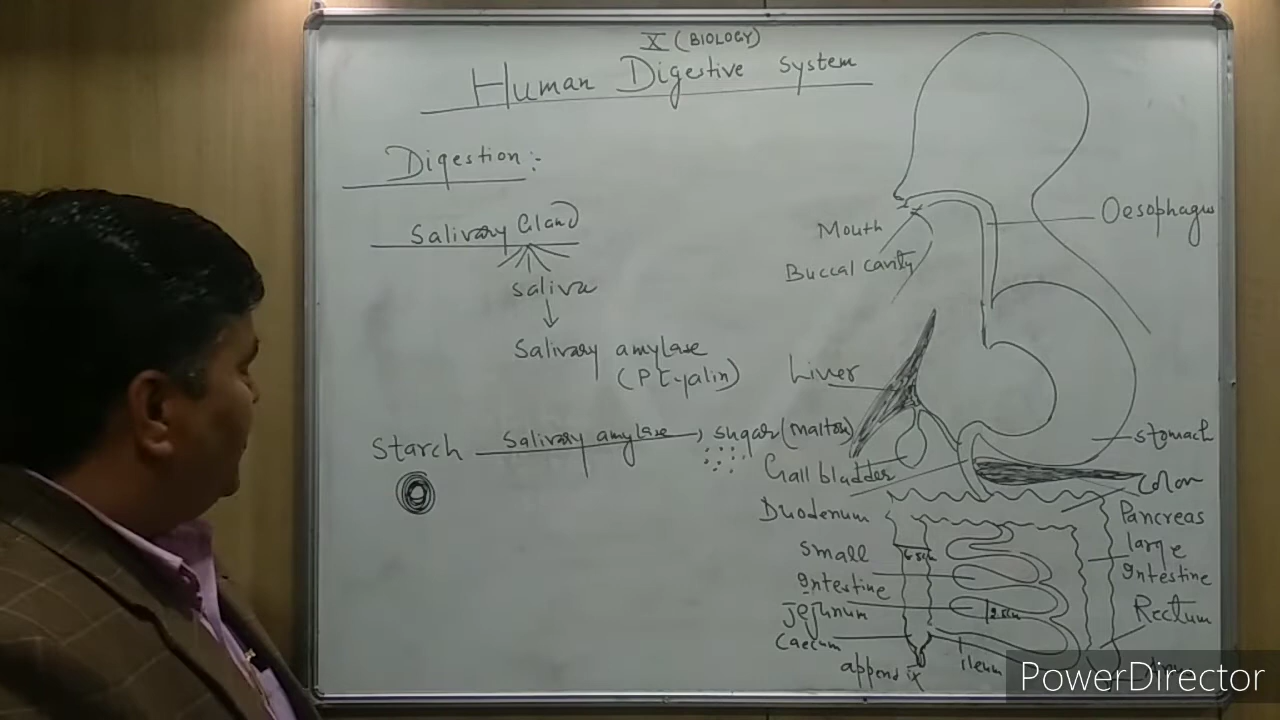 X (BIOLOGY)
Human Digestive System
Digestion :-
Salivary Gland
saliva
Salivary amylase
(Ptyalin)
Starch salivary amylase sugar (Maltose)
Mouth
Buccal cavity
Oesophagus
Liver
stomach
Gall bladder
Colon
Duodenum
Pancreas
small
Intestine
large
Intestine
Jejunum
Rectum
Caecum
appendix
ileum
PowerDirector